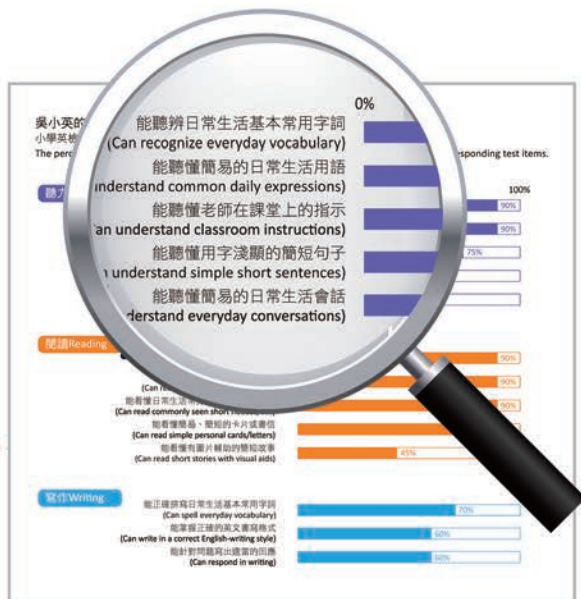 吳小英的
小學英檢
The perc
sponding test items.
0%
100%
聽力
能聽辨日常生活基本常用字詞
(Can recognize everyday vocabulary)
90%
能聽懂簡易的日常生活用語
understand common daily expressions)
90%
能聽懂老師在課堂上的指示
an understand classroom instructions)
75%
能聽懂用字淺顯的簡短句子
understand simple short sentences)
能聽懂簡易的日常生活會話
derstand everyday conversations)
閱讀Reading
90%
(Can re
90%
能看懂日常生活常
(Can read commonly seen short
90%
能看懂簡易、簡短的卡片或書信
(Can read simple personal cards/letters)
能看懂有圖片輔助的簡短故事
(Can read short stories with visual aids)
45%
寫作Writing
能正確拼寫日常生活基本常用字詞
(Can spell everyday vocabulary)
70%
能掌握正確的英文書寫格式
(Can write in a correct English-writing style)
60%
能針對問題寫出適當的回應
(Can respond in writing)
60%